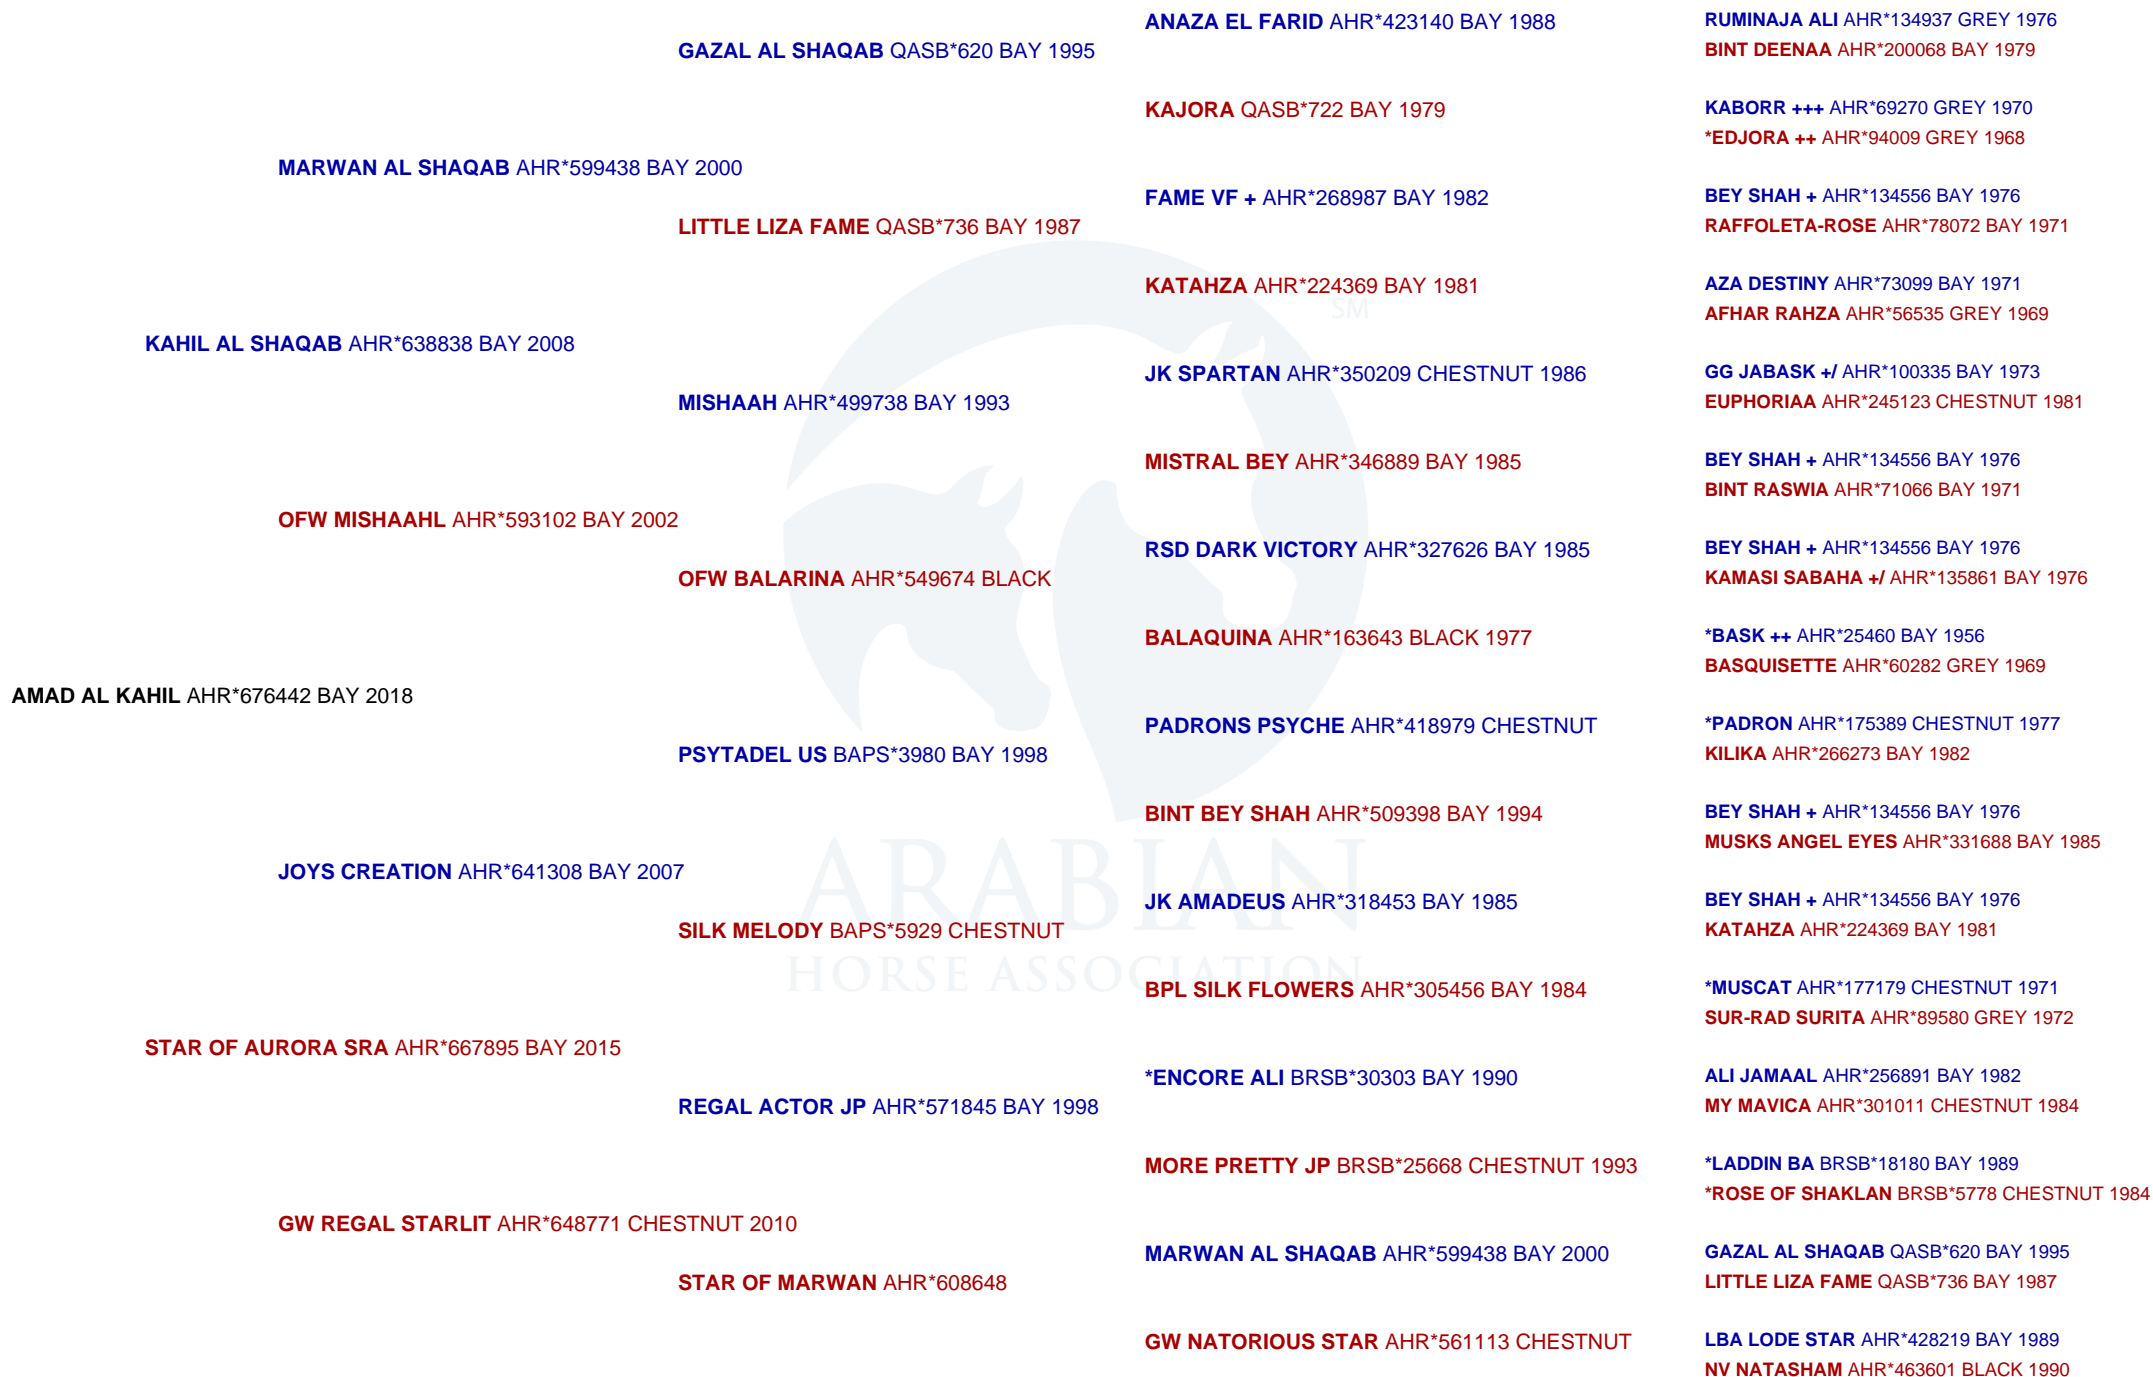 ANAZA EL FARID AHR*423140 BAY 1988
RUMINAJA ALI AHR*134937 GREY 1976
GAZAL AL SHAQAB QASB*620 BAY 1995
BINT DEENAA AHR*200068 BAY 1979
KAJORA QASB*722 BAY 1979
KABORR +++ AHR*69270 GREY 1970
*EDJORA ++ AHR*94009 GREY 1968
MARWAN AL SHAQAB AHR*599438 BAY 2000
FAME VF + AHR*268987 BAY 1982
BEY SHAH + AHR*134556 BAY 1976
LITTLE LIZA FAME QASB*736 BAY 1987
RAFFOLETA-ROSE AHR*78072 BAY 1971
KATAHZA AHR*224369 BAY 1981
AZA DESTINY AHR*73099 BAY 1971
SM
AFHAR RAHZA AHR*56535 GREY 1969
KAHIL AL SHAQAB AHR*638838 BAY 2008
JK SPARTAN AHR*350209 CHESTNUT 1986
GG JABASK +/ AHR*100335 BAY 1973
MISHAAH AHR*499738 BAY 1993
EUPHORIAA AHR*245123 CHESTNUT 1981
MISTRAL BEY AHR*346889 BAY 1985
BEY SHAH + AHR*134556 BAY 1976
BINT RASWIA AHR*71066 BAY 1971
OFW MISHAAHL AHR*593102 BAY 2002
RSD DARK VICTORY AHR*327626 BAY 1985
BEY SHAH + AHR*134556 BAY 1976
OFW BALARINA AHR*549674 BLACK
KAMASI SABAHA +/ AHR*135861 BAY 1976
BALAQUINA AHR*163643 BLACK 1977
*BASK ++ AHR*25460 BAY 1956
BASQUISETTE AHR*60282 GREY 1969
AMAD AL KAHIL AHR*676442 BAY 2018
PADRONS PSYCHE AHR*418979 CHESTNUT
*PADRON AHR*175389 CHESTNUT 1977
PSYTADEL US BAPS*3980 BAY 1998
KILIKA AHR*266273 BAY 1982
BINT BEY SHAH AHR*509398 BAY 1994
BEY SHAH + AHR*134556 BAY 1976
MUSKS ANGEL EYES AHR*331688 BAY 1985
JOYS CREATION AHR*641308 BAY 2007
ARABIAN
JK AMADEUS AHR*318453 BAY 1985
BEY SHAH + AHR*134556 BAY 1976
SILK MELODY BAPS*5929 CHESTNUT
KATAHZA AHR*224369 BAY 1981
HORSE ASSOCIATION
BPL SILK FLOWERS AHR*305456 BAY 1984
*MUSCAT AHR*177179 CHESTNUT 1971
SUR-RAD SURITA AHR*89580 GREY 1972
STAR OF AURORA SRA AHR*667895 BAY 2015
*ENCORE ALI BRSB*30303 BAY 1990
ALI JAMAAL AHR*256891 BAY 1982
REGAL ACTOR JP AHR*571845 BAY 1998
MY MAVICA AHR*301011 CHESTNUT 1984
MORE PRETTY JP BRSB*25668 CHESTNUT 1993
*LADDIN BA BRSB*18180 BAY 1989
*ROSE OF SHAKLAN BRSB*5778 CHESTNUT 1984
GW REGAL STARLIT AHR*648771 CHESTNUT 2010
MARWAN AL SHAQAB AHR*599438 BAY 2000
GAZAL AL SHAQAB QASB*620 BAY 1995
STAR OF MARWAN AHR*608648
LITTLE LIZA FAME QASB*736 BAY 1987
GW NATORIOUS STAR AHR*561113 CHESTNUT
LBA LODE STAR AHR*428219 BAY 1989
NV NATASHAM AHR*463601 BLACK 1990